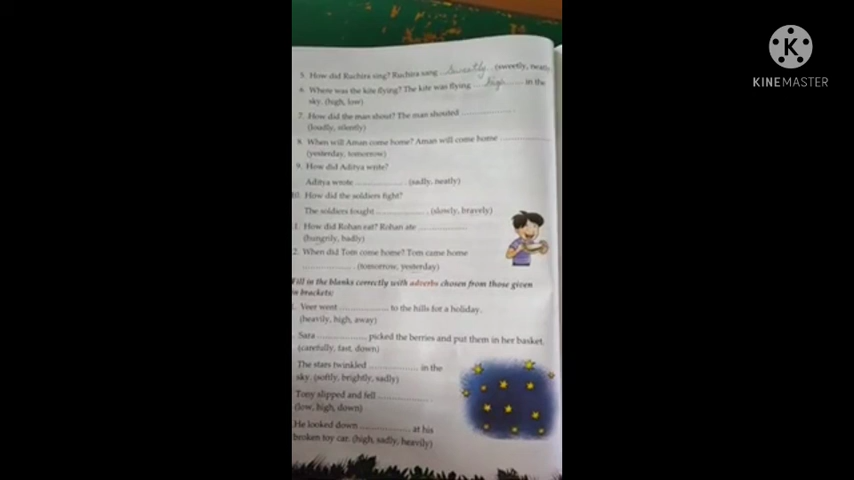 5. How did Ruchira sing? Ruchira sang sweetly (sweetly, neatly
6. Where was the kite flying? The kite was flying high in the
sky. (high, low)
7. How did the man shout? The man shouted ...............
(loudly, silently)
8. When will Aman come home? Aman will come home ...............
(yesterday, tomorrow)
9. How did Aditya write?
Aditya wrote ............... (sadly, neatly)
10. How did the soldiers fight?
The soldiers fought ............... (slowly, bravely)
1. How did Rohan eat? Rohan ate ...............
(hungrily, badly)
2. When did Tom come home? Tom came home
............... (tomorrow, yesterday)
Fill in the blanks correctly with adverbs chosen from those given
in brackets:
. Veer went ............... to the hills for a holiday.
(heavily, high, away)
Sara ............... picked the berries and put them in her basket.
(carefully, fast, down)
The stars twinkled ............... in the
sky. (softly, brightly, sadly)
Tony slipped and fell ...............
(low, high, down)
He looked down ............... at his
broken toy car. (high, sadly, heavily)
K
KINEMASTER